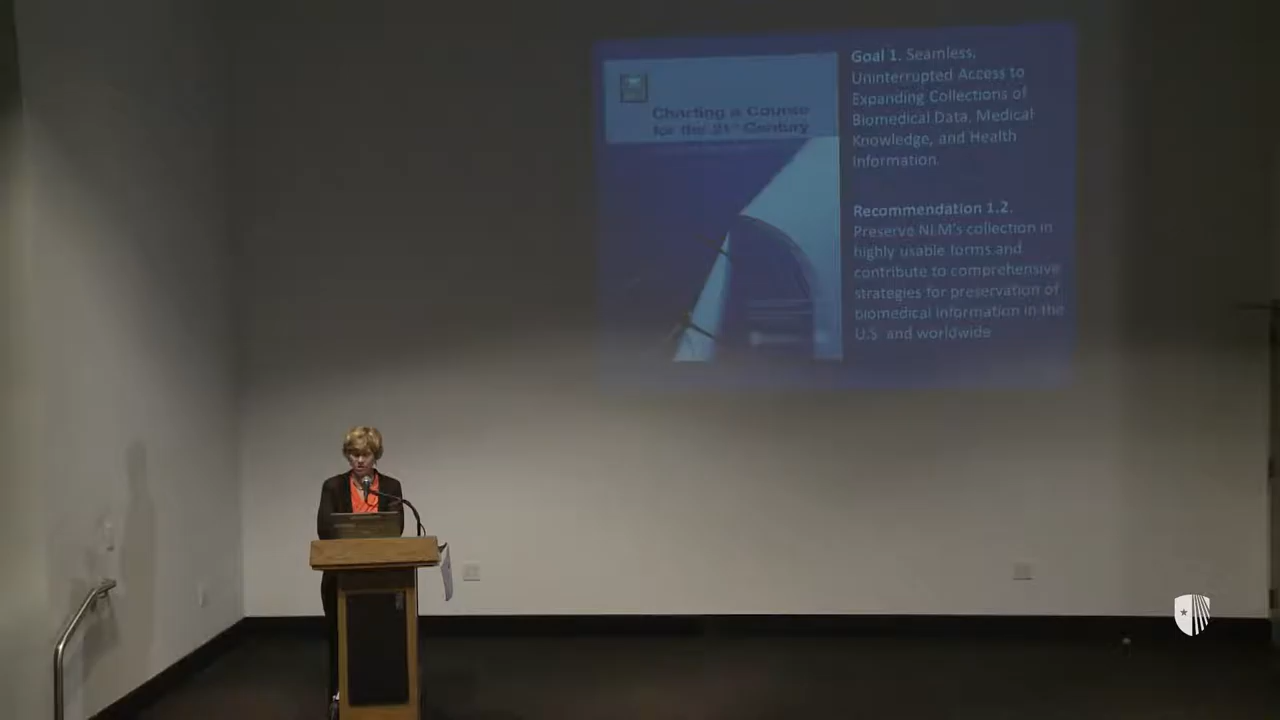 Charting a Course
for the 21st Century
Goal 1. Seamless,
Uninterrupted Access to
Expanding Collections of
Biomedical Data, Medical
Knowledge, and Health
Information.
Recommendation 1.2.
Preserve NLM's collection in
highly usable forms and
contribute to comprehensive
strategies for preservation of
biomedical information in the
U.S and worldwide